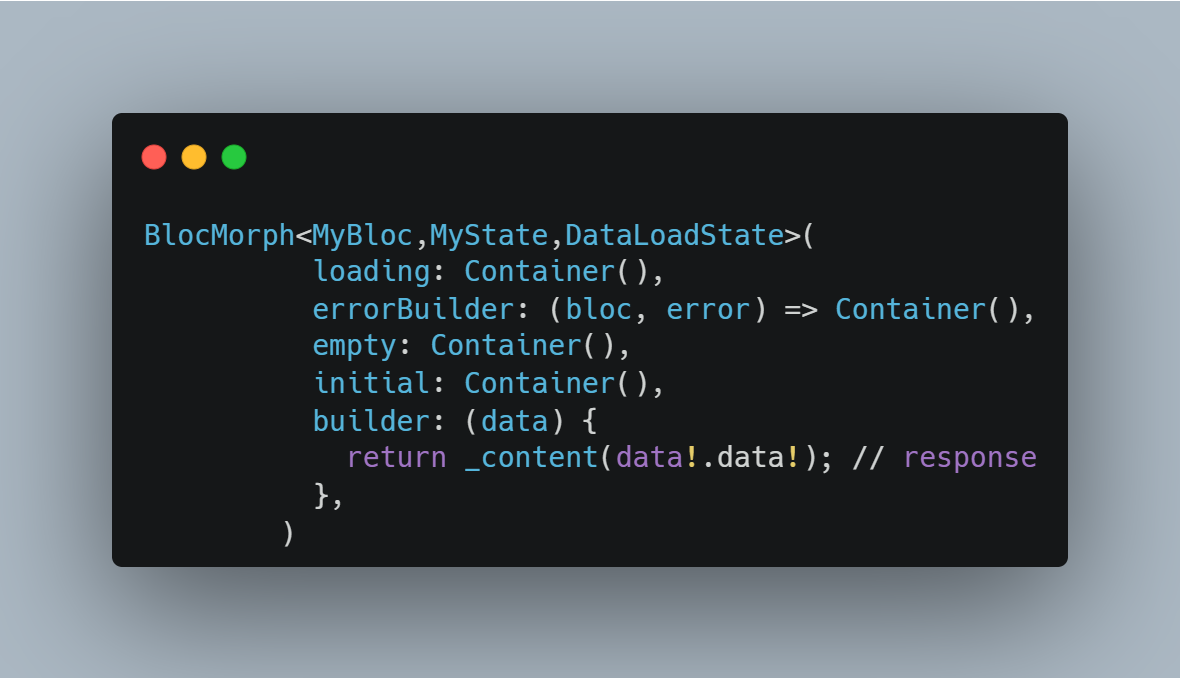 BlocMorph<MyBloc,MyState,DataLoadState>(
loading: Container(),
errorBuilder: (bloc, error) => Container(),
empty: Container(),
initial: Container(),
builder: (data) {
return _content(data!.data!); // response
},
)